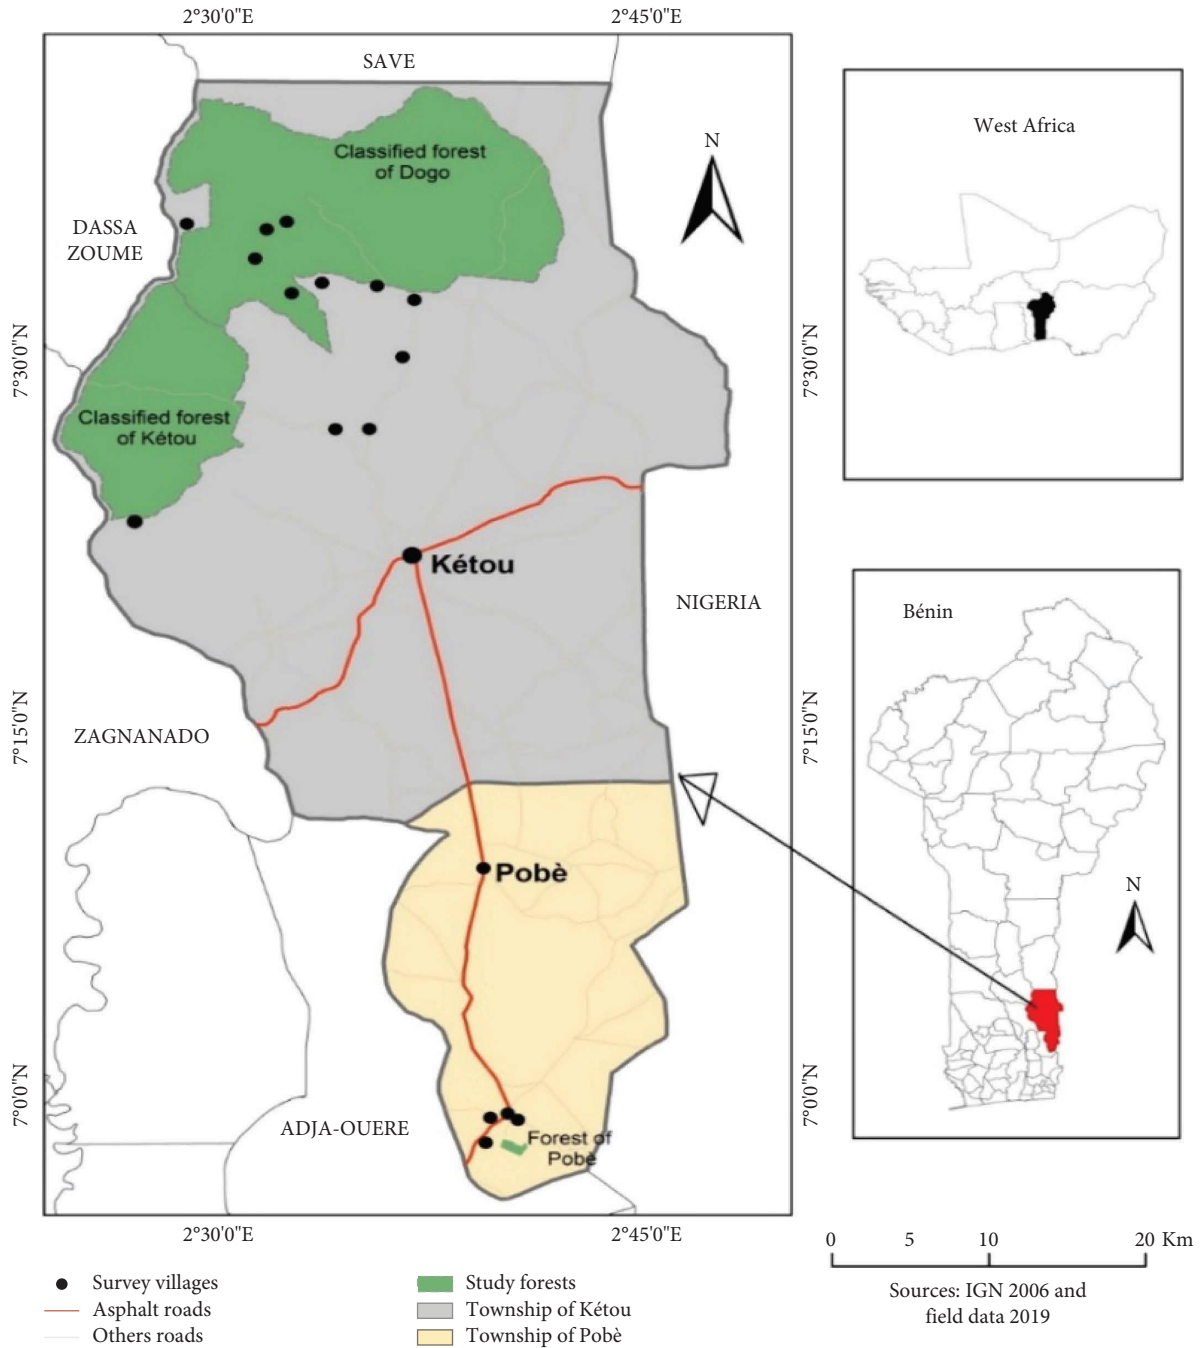 2°30'0"E
2°45'0"E
SAVE
Classified forest
of Dogo
N
DASSA
ZOUME
7°30'0"N
7°30'0"N
Classified forest
of Kétou
Kétou
NIGERIA
ZAGNANADO
7°15'0"N
7°15'0"N
Pobè
7°0'0"N
7°0'0"N
ADJA-OUERE
Forest of
Pobè
2°30'0"E
2°45'0"E
West Africa
Bénin
N
0 5 10 20 Km
Sources: IGN 2006 and
field data 2019
Survey villages
Asphalt roads
Others roads
Study forests
Township of Kétou
Township of Pobè